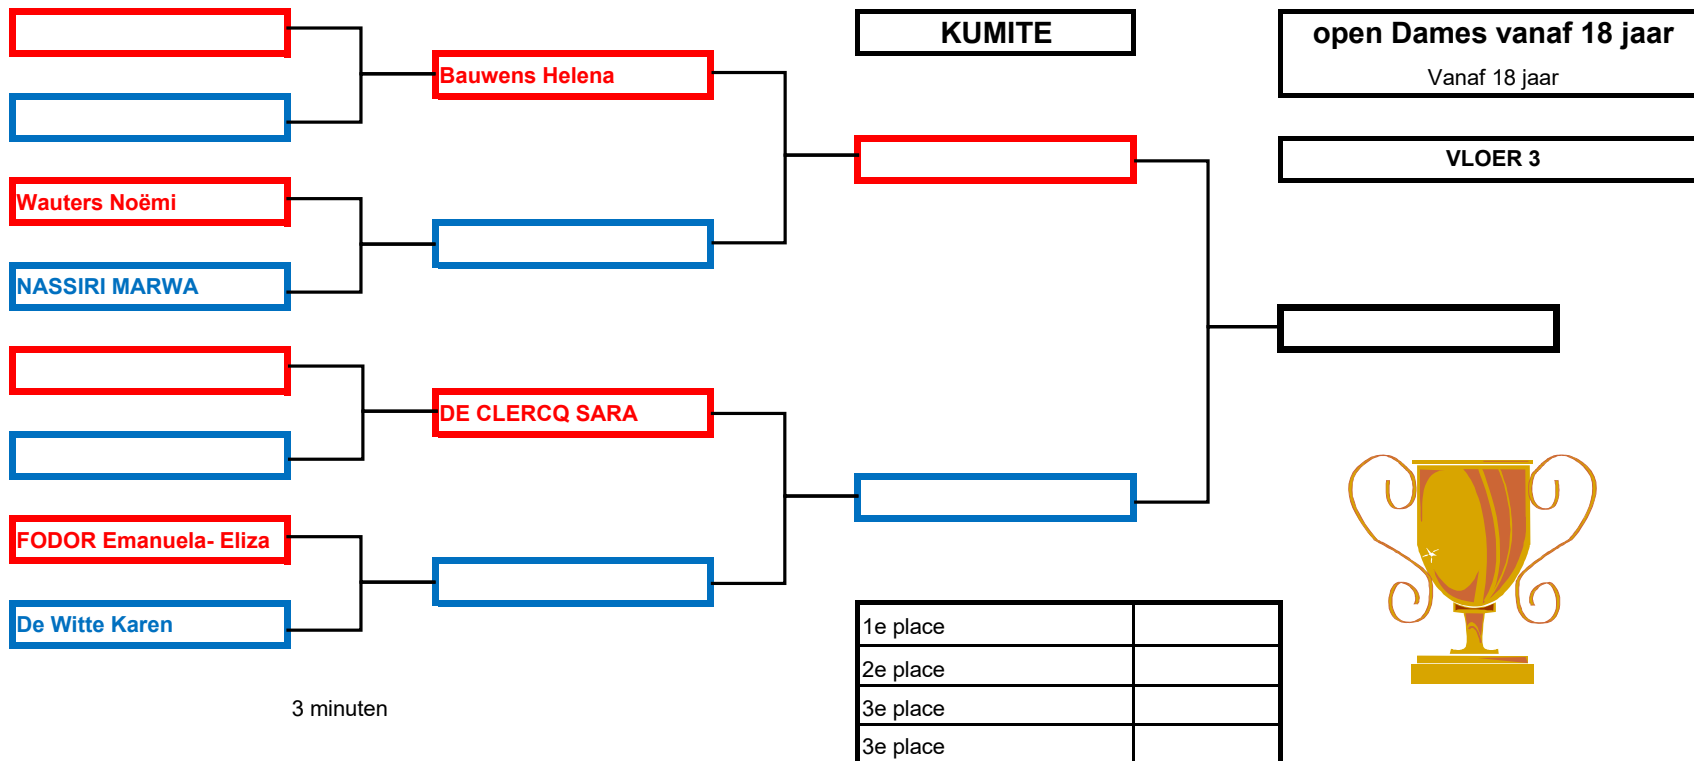 KUMITE
open Dames vanaf 18 jaar
Vanaf 18 jaar
Bauwens Helena
VLOER 3
Wauters Noëmi
NASSIRI MARWA
DE CLERCQ SARA
FODOR Emanuela- Eliza
De Witte Karen
1e place
2e place
3e place
3e place
3 minuten